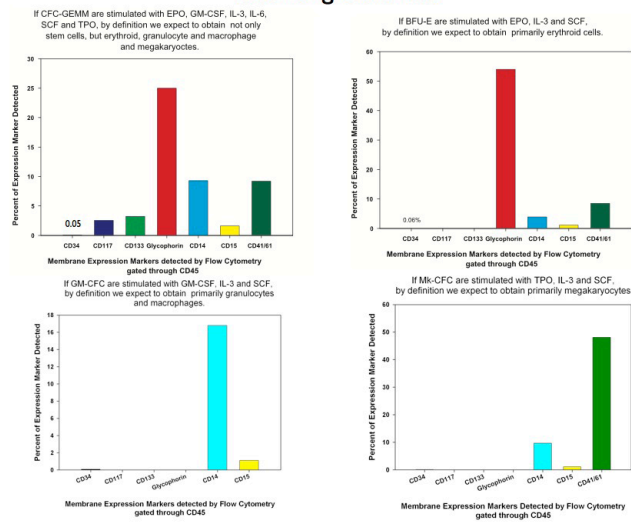 If CFC-GEMM are stimulated with EPO, GM-CSF, IL-3, IL-6,
SCF and TPO, by definition we expect to obtain not only
stem cells, but erythroid, granulocyte and macrophage
and megakaryoctes.
Percent of Expression Marker Detected
30
25
20
15
10
5
0
0.05
CD34 CD117 CD133 Glycophorin CD14 CD15 CD41/61
Membrane Expression Markers detected by Flow Cytometry
gated through CD45
If BFU-E are stimulated with EPO, IL-3 and SCF,
by definition we expect to obtain primarily erythroid cells.
Percent of Expression Marker Detected
60
50
40
30
20
10
0
0.06%
CD34 CD117 CD133 Glycophorin CD14 CD15 CD41/61
Membrane Expression Markers detected by Flow Cytometry
gated through CD45
If GM-CFC are stimulated with GM-CSF, IL-3 and SCF,
by definition we expect to obtain primarily granulocytes
and macrophages.
Percent of Expression Marker Detected
18
16
14
12
10
8
6
4
2
0
CD34 CD117 CD133 Glycophorin CD14 CD15
Membrane Expression Markers detected by Flow Cytometry
gated through CD45
If Mk-CFC are stimulated with TPO, IL-3 and SCF,
by definition we expect to obtain primarily megakaryocytes
Percent of Expression Marker Detected
60
50
40
30
20
10
0
CD34 CD117 CD133 Glycophorin CD14 CD15 CD41/61
Membrane Expression Markers Detected by Flow Cytometry
gated through CD45